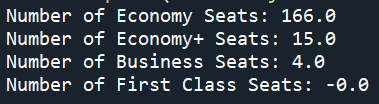 Number of Economy Seats: 166.0
Number of Economy+ Seats: 15.0
Number of Business Seats: 4.0
Number of First Class Seats: -0.0